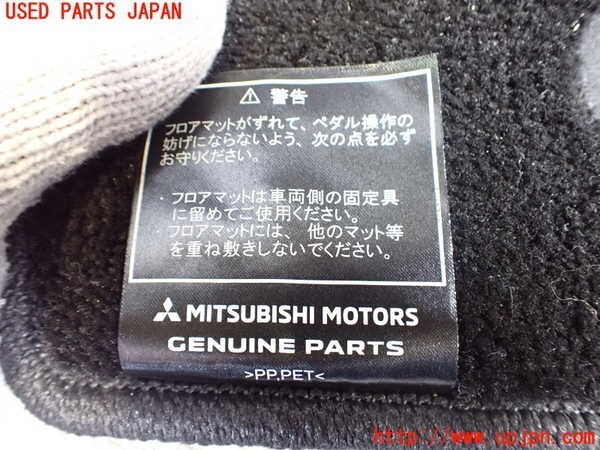 USED PARTS JAPAN
⚠ 警告
フロアマットがずれて、ペダル操作の
妨げにならないよう、次の点を必ず
お守りください。
・フロアマットは車両側の固定具
に留めてご使用ください。
・フロアマットには、他のマット等
を重ね敷きしないでください。
MITSUBISHI MOTORS
GENUINE PARTS
>PP,PET<
http://www.opjpn.com/